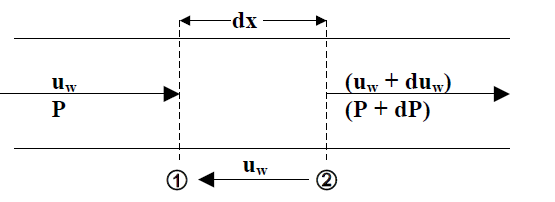 dx
u_w
P
(u_w + du_w)
(P + dP)
u_w
① ②